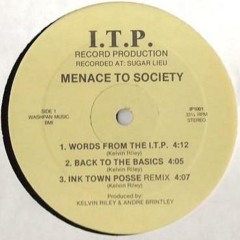 I.T.P.
RECORD PRODUCTION
RECORDED AT: SUGAR LIEU
MENACE TO SOCIETY
SIDE 1
WASHPAN MUSIC
BMI
IP1001
33⅓ RPM
STEREO
1. WORDS FROM THE I.T.P. 4:12
(Kelvin Riley)
2. BACK TO THE BASICS 4:05
(Kelvin Riley)
3. INK TOWN POSSE REMIX 4:07
(Kelvin Riley)
Produced by:
KELVIN RILEY & ANDRE BRINTLEY